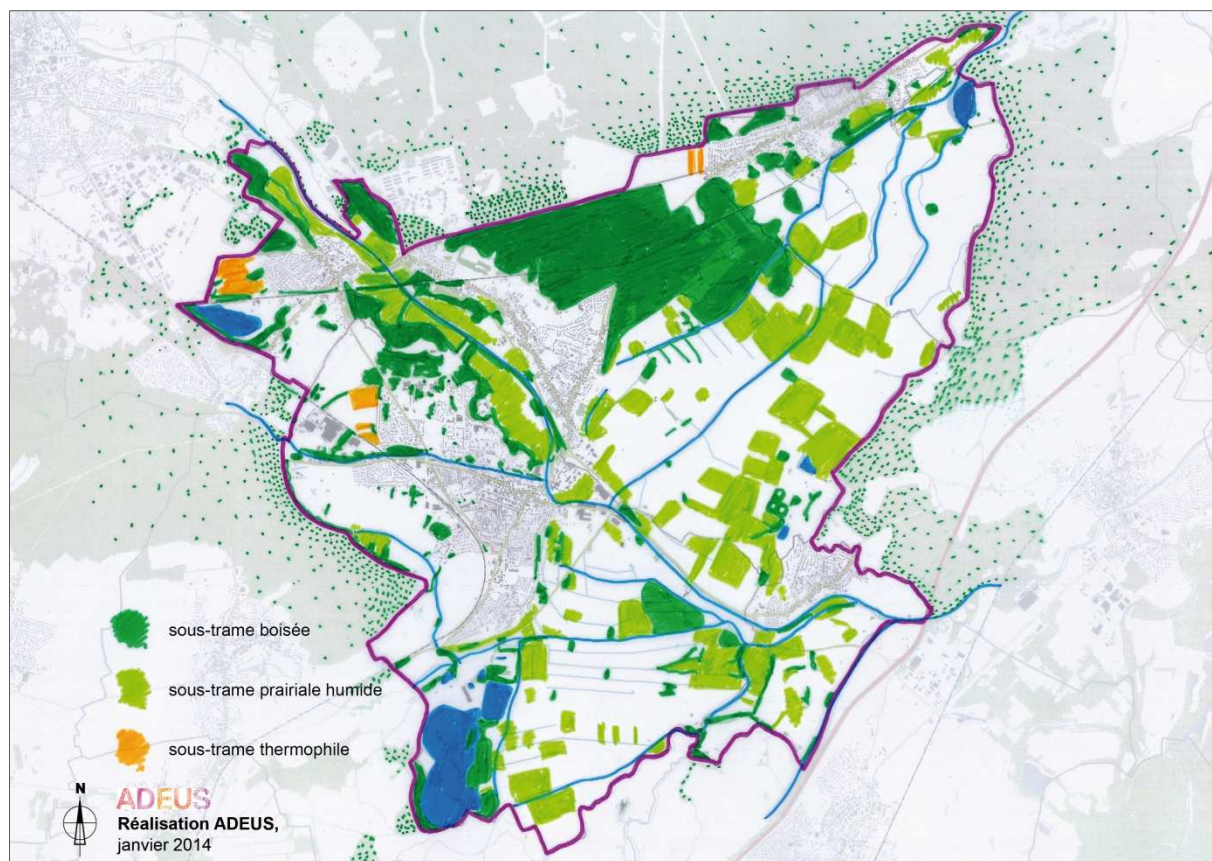 sous-trame boisée
sous-trame prairiale humide
sous-trame thermophile
N
ADEUS
Réalisation ADEUS,
janvier 2014